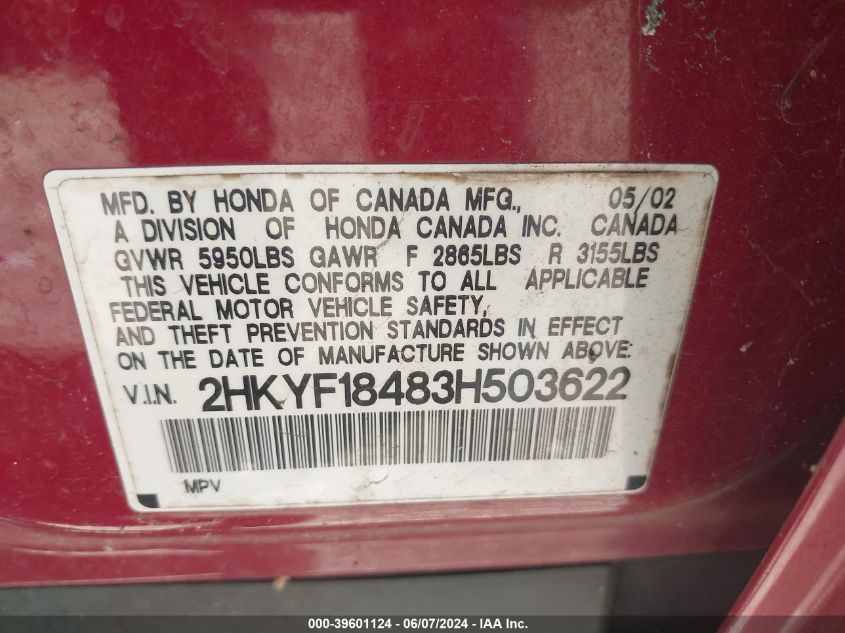 MFD. BY HONDA OF CANADA MFG., 05/02
A DIVISION OF HONDA CANADA INC. CANADA
GVWR 5950LBS GAWR F 2865LBS R 3155LBS
THIS VEHICLE CONFORMS TO ALL APPLICABLE
FEDERAL MOTOR VEHICLE SAFETY,
AND THEFT PREVENTION STANDARDS IN EFFECT
ON THE DATE OF MANUFACTURE SHOWN ABOVE:
V.I.N. 2HKYF18483H503622
MPV
000-39601124 | 06/07/2024 - IAA Inc.